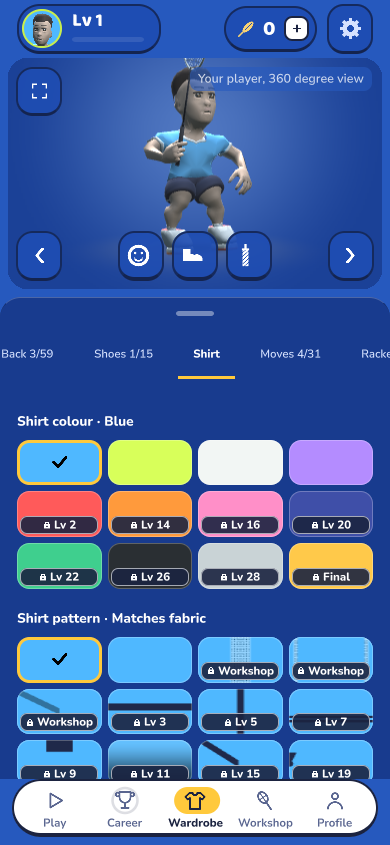 Lv 1
0
+
Your player, 360 degree view
Back 3/59
Shoes 1/15
Shirt
Moves 4/31
Racke
Shirt colour · Blue
Lv 2
Lv 14
Lv 16
Lv 20
Lv 22
Lv 26
Lv 28
Final
Shirt pattern · Matches fabric
Workshop
Workshop
Workshop
Lv 3
Lv 5
Lv 7
Lv 9
Lv 11
Lv 15
Lv 19
Play
Career
Wardrobe
Workshop
Profile